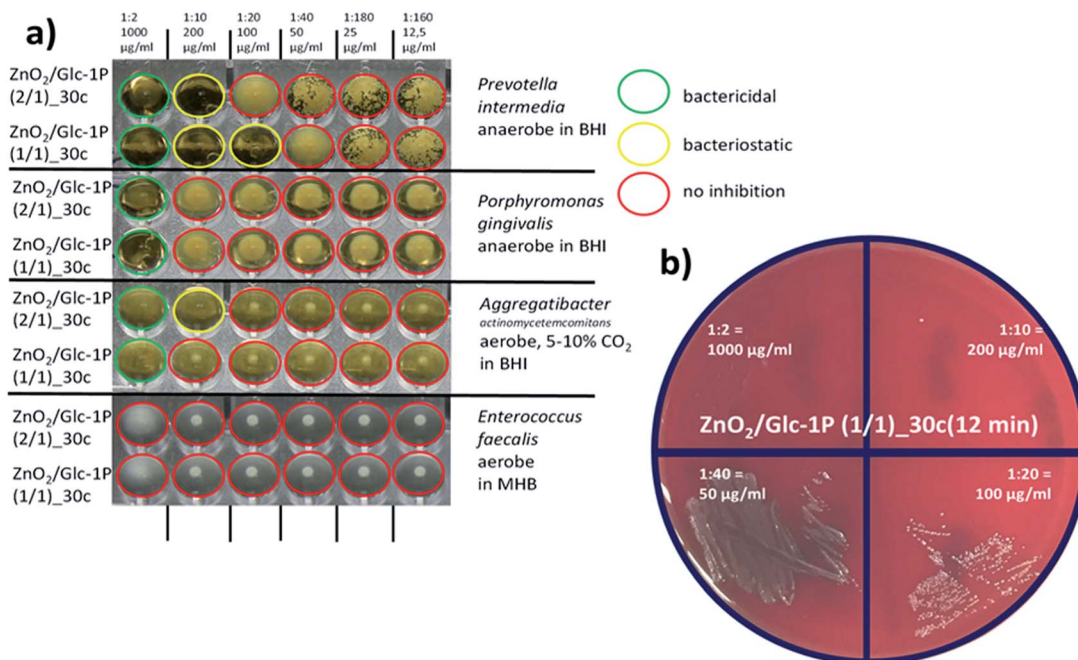 a)
1:2 1:10 1:20 1:40 1:180 1:160
1000 200 100 50 25 12,5
µg/ml µg/ml µg/ml µg/ml µg/ml µg/ml
ZnO₂/Glc-1P
(2/1)_30c
ZnO₂/Glc-1P
(1/1)_30c
Prevotella
intermedia
anaerobe in BHI
ZnO₂/Glc-1P
(2/1)_30c
ZnO₂/Glc-1P
(1/1)_30c
Porphyromonas
gingivalis
anaerobe in BHI
ZnO₂/Glc-1P
(2/1)_30c
ZnO₂/Glc-1P
(1/1)_30c
Aggregatibacter
actinomycetemcomitans
aerobe, 5-10% CO₂
in BHI
ZnO₂/Glc-1P
(2/1)_30c
ZnO₂/Glc-1P
(1/1)_30c
Enterococcus
faecalis
aerobe
in MHB
bactericidal
bacteriostatic
no inhibition
b)
1:2 =
1000 µg/ml
1:10 =
200 µg/ml
ZnO₂/Glc-1P (1/1)_30c(12 min)
1:40 =
50 µg/ml
1:20 =
100 µg/ml